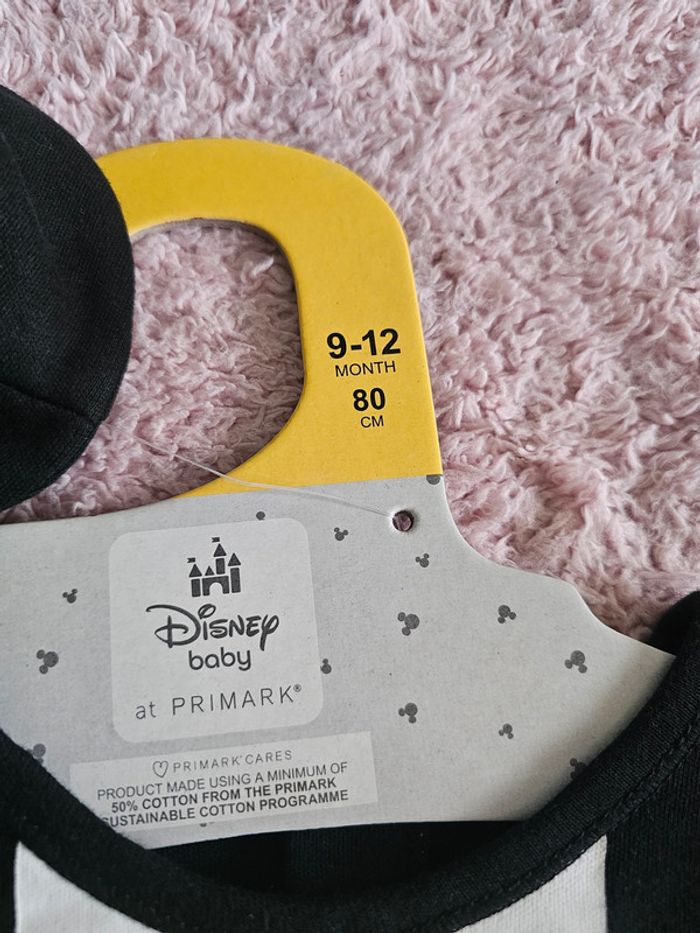 9-12
MONTH
80
CM
Disney
baby
at PRIMARK®
PRIMARK CARES
PRODUCT MADE USING A MINIMUM OF
50% COTTON FROM THE PRIMARK
SUSTAINABLE COTTON PROGRAMME